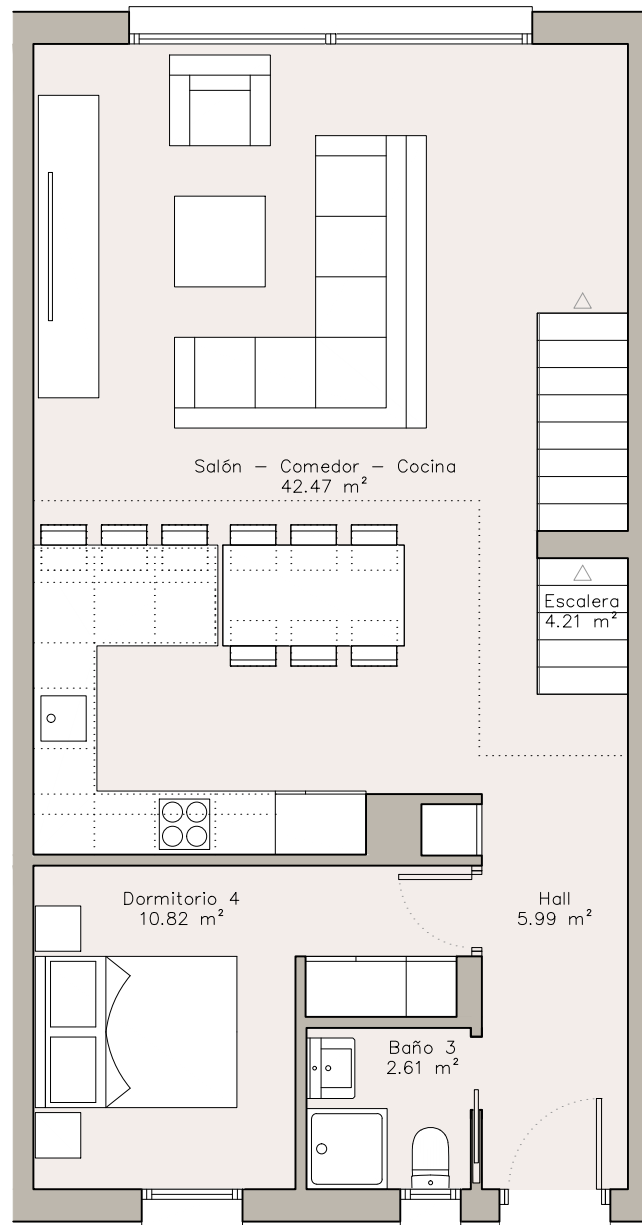 Salón – Comedor – Cocina
42.47 m²
Escalera
4.21 m²
Dormitorio 4
10.82 m²
Hall
5.99 m²
Baño 3
2.61 m²